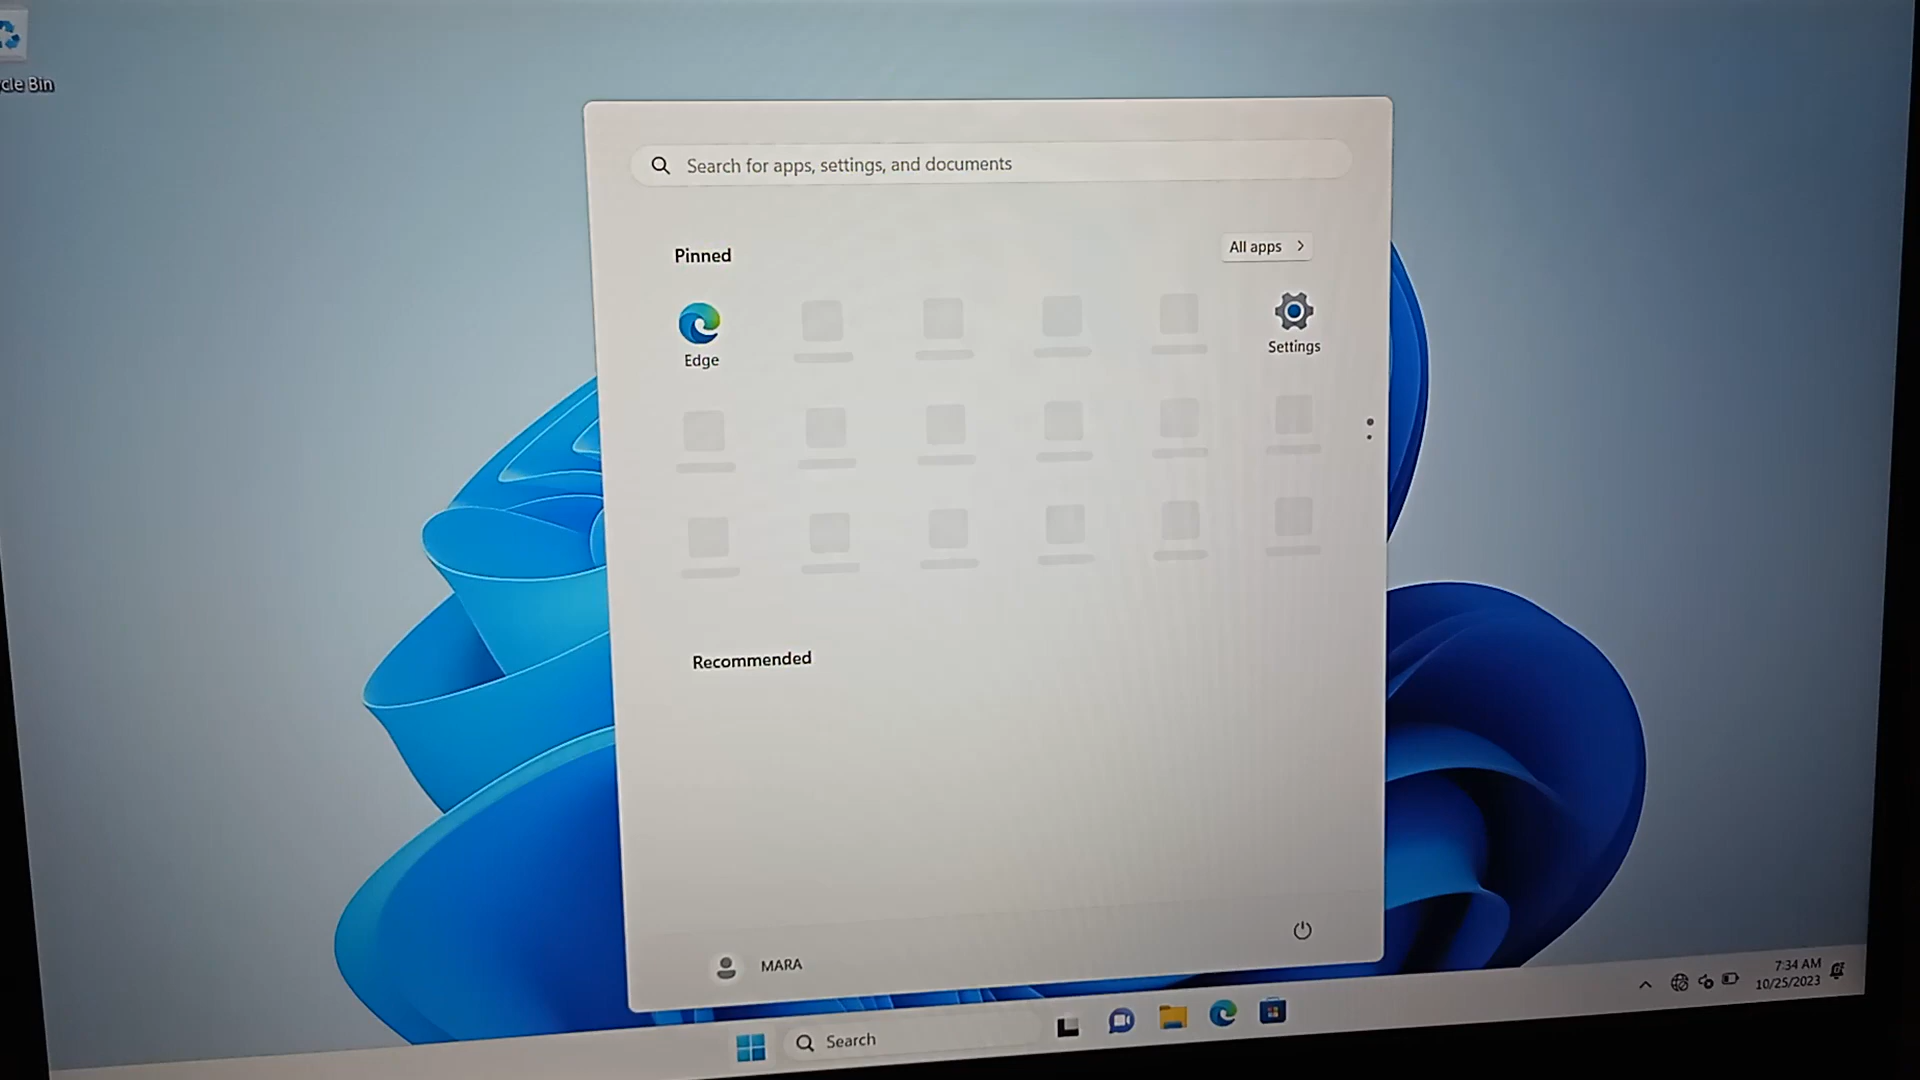 cle Bin
Search for apps, settings, and documents
Pinned
All apps
Edge
Settings
Recommended
MARA
Search
7:34 AM
10/25/2023